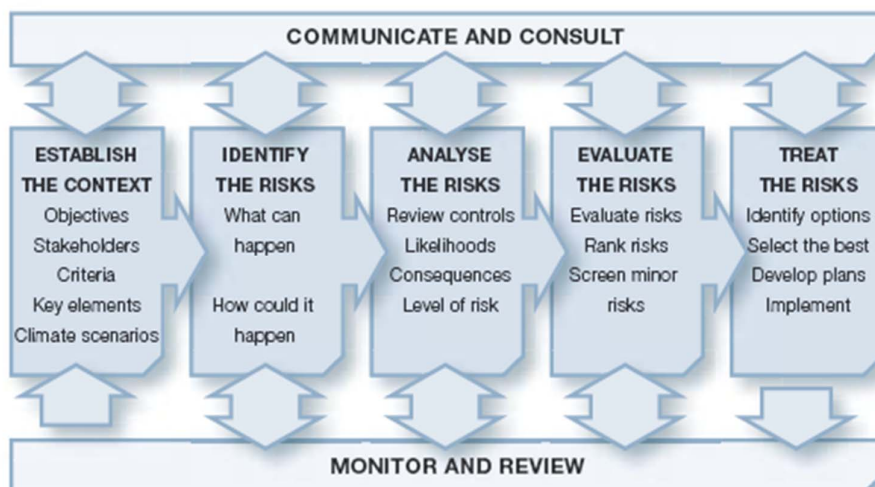 COMMUNICATE AND CONSULT
ESTABLISH
THE CONTEXT
Objectives
Stakeholders
Criteria
Key elements
Climate scenarios
IDENTIFY
THE RISKS
What can
happen
How could it
happen
ANALYSE
THE RISKS
Review controls
Likelihoods
Consequences
Level of risk
EVALUATE
THE RISKS
Evaluate risks
Rank risks
Screen minor
risks
TREAT
THE RISKS
Identify options
Select the best
Develop plans
Implement
MONITOR AND REVIEW